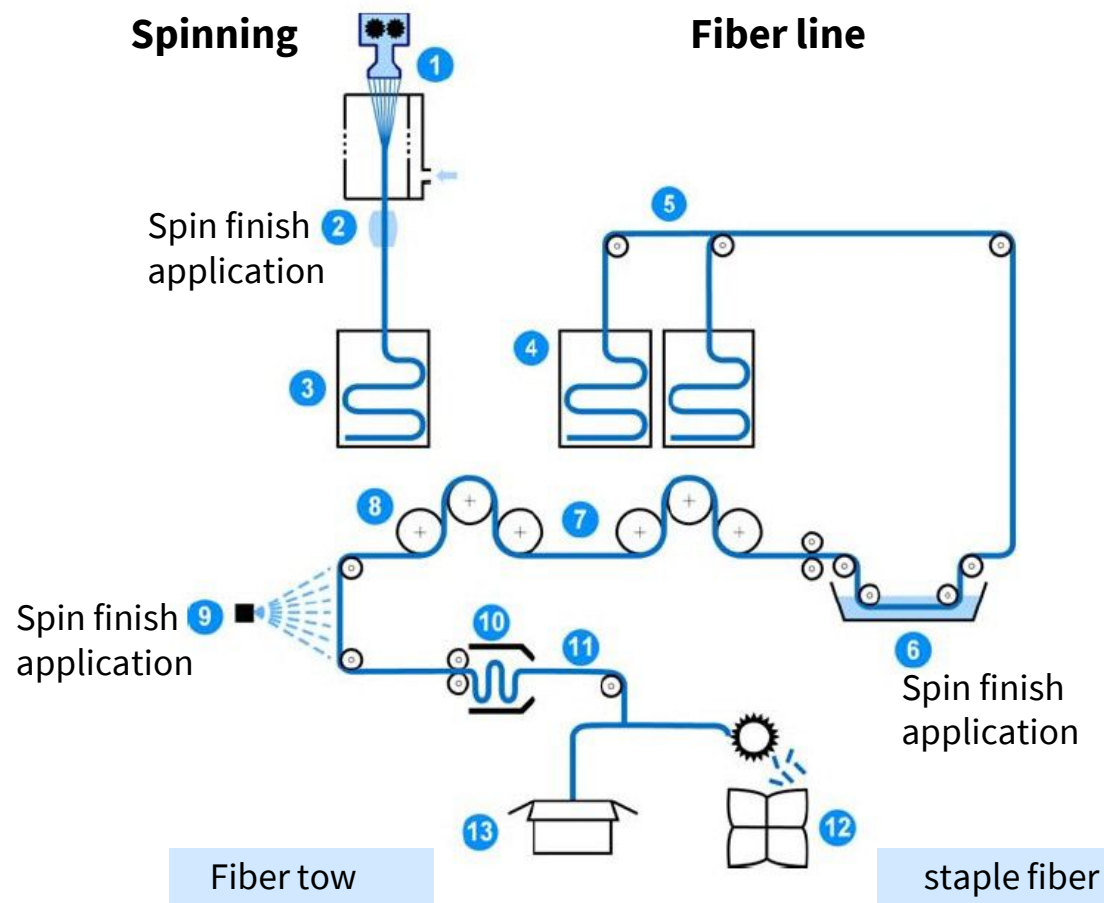 Spinning
Fiber line
1
5
Spin finish
application
2
4
3
8
7
Spin finish
application
9
10
11
6
Spin finish
application
13
12
Fiber tow
staple fiber